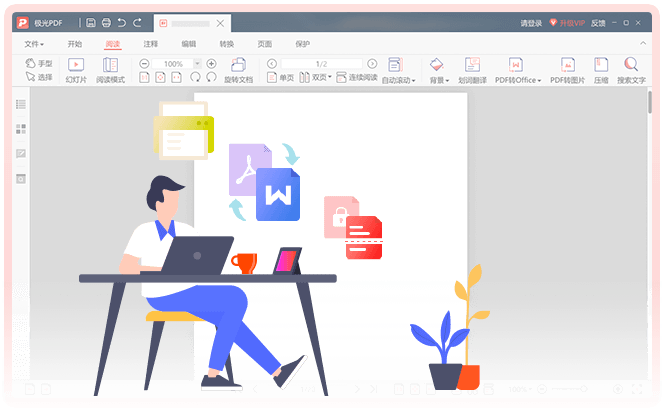 极光PDF 请登录 升级VIP 反馈
文件 开始 阅读 注释 编辑 转换 页面 保护
手型 100% 1/2
选择 幻灯片 阅读模式 旋转文档 单页 双页 连续阅读 自动滚动 背景 划词翻译 PDF转Office PDF转图片 压缩 搜索文字
W